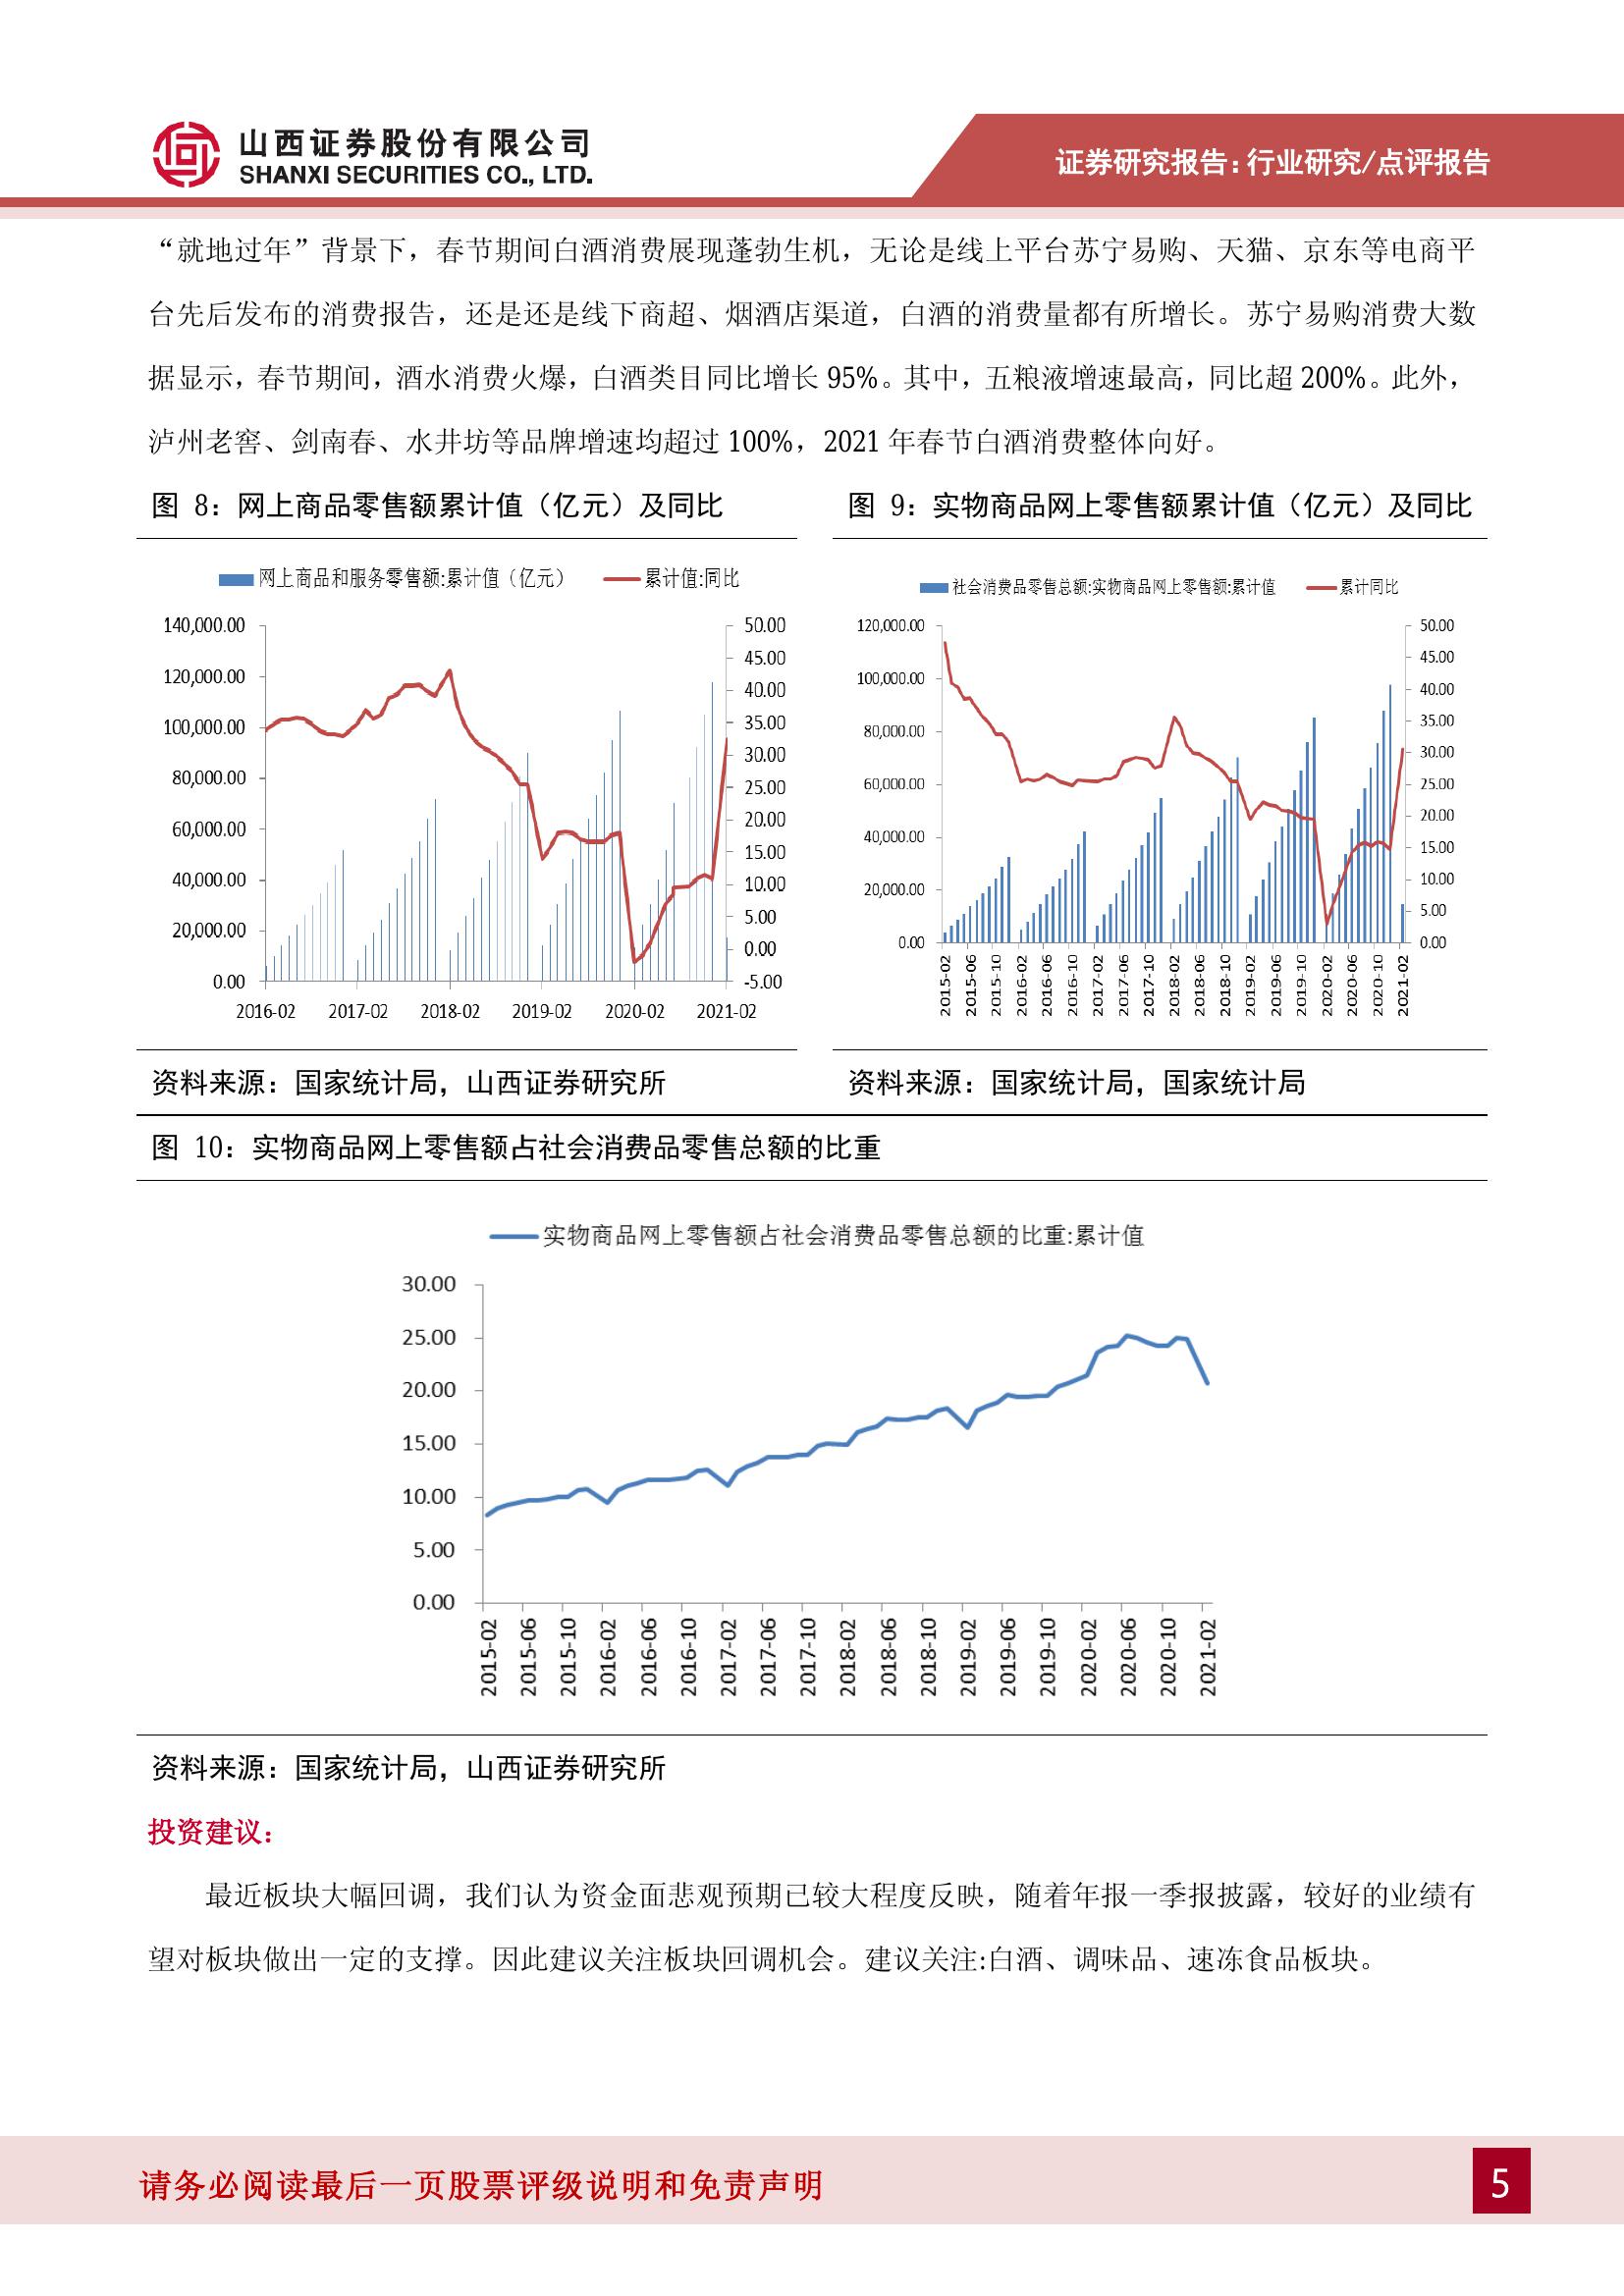 山西证券股份有限公司
SHANXI SECURITIES CO., LTD.
证券研究报告:行业研究/点评报告
“就地过年”背景下，春节期间白酒消费展现蓬勃生机，无论是线上平台苏宁易购、天猫、京东等电商平
台先后发布的消费报告，还是还是线下商超、烟酒店渠道，白酒的消费量都有所增长。苏宁易购消费大数
据显示，春节期间，酒水消费火爆，白酒类目同比增长 95%。其中，五粮液增速最高，同比超 200%。此外，
泸州老窖、剑南春、水井坊等品牌增速均超过 100%，2021 年春节白酒消费整体向好。
图 8：网上商品零售额累计值（亿元）及同比
网上商品和服务零售额:累计值（亿元） 累计值:同比
140,000.00 50.00
120,000.00 45.00
100,000.00 40.00
80,000.00 35.00
60,000.00 30.00
40,000.00 25.00
20,000.00 20.00
0.00 15.00
10.00
5.00
0.00
-5.00
2016-02 2017-02 2018-02 2019-02 2020-02 2021-02
资料来源：国家统计局，山西证券研究所
图 9：实物商品网上零售额累计值（亿元）及同比
社会消费品零售总额:实物商品网上零售额:累计值 累计同比
120,000.00 50.00
100,000.00 45.00
80,000.00 40.00
60,000.00 35.00
40,000.00 30.00
20,000.00 25.00
0.00 20.00
15.00
10.00
5.00
0.00
2015-02 2015-06 2015-10 2016-02 2016-06 2016-10 2017-02 2017-06 2017-10 2018-02 2018-06 2018-10 2019-02 2019-06 2019-10 2020-02 2020-06 2020-10 2021-02
资料来源：国家统计局，国家统计局
图 10：实物商品网上零售额占社会消费品零售总额的比重
实物商品网上零售额占社会消费品零售总额的比重:累计值
30.00
25.00
20.00
15.00
10.00
5.00
0.00
2015-02 2015-06 2015-10 2016-02 2016-06 2016-10 2017-02 2017-06 2017-10 2018-02 2018-06 2018-10 2019-02 2019-06 2019-10 2020-02 2020-06 2020-10 2021-02
资料来源：国家统计局，山西证券研究所
投资建议：
最近板块大幅回调，我们认为资金面悲观预期已较大程度反映，随着年报一季报披露，较好的业绩有
望对板块做出一定的支撑。因此建议关注板块回调机会。建议关注:白酒、调味品、速冻食品板块。
请务必阅读最后一页股票评级说明和免责声明
5